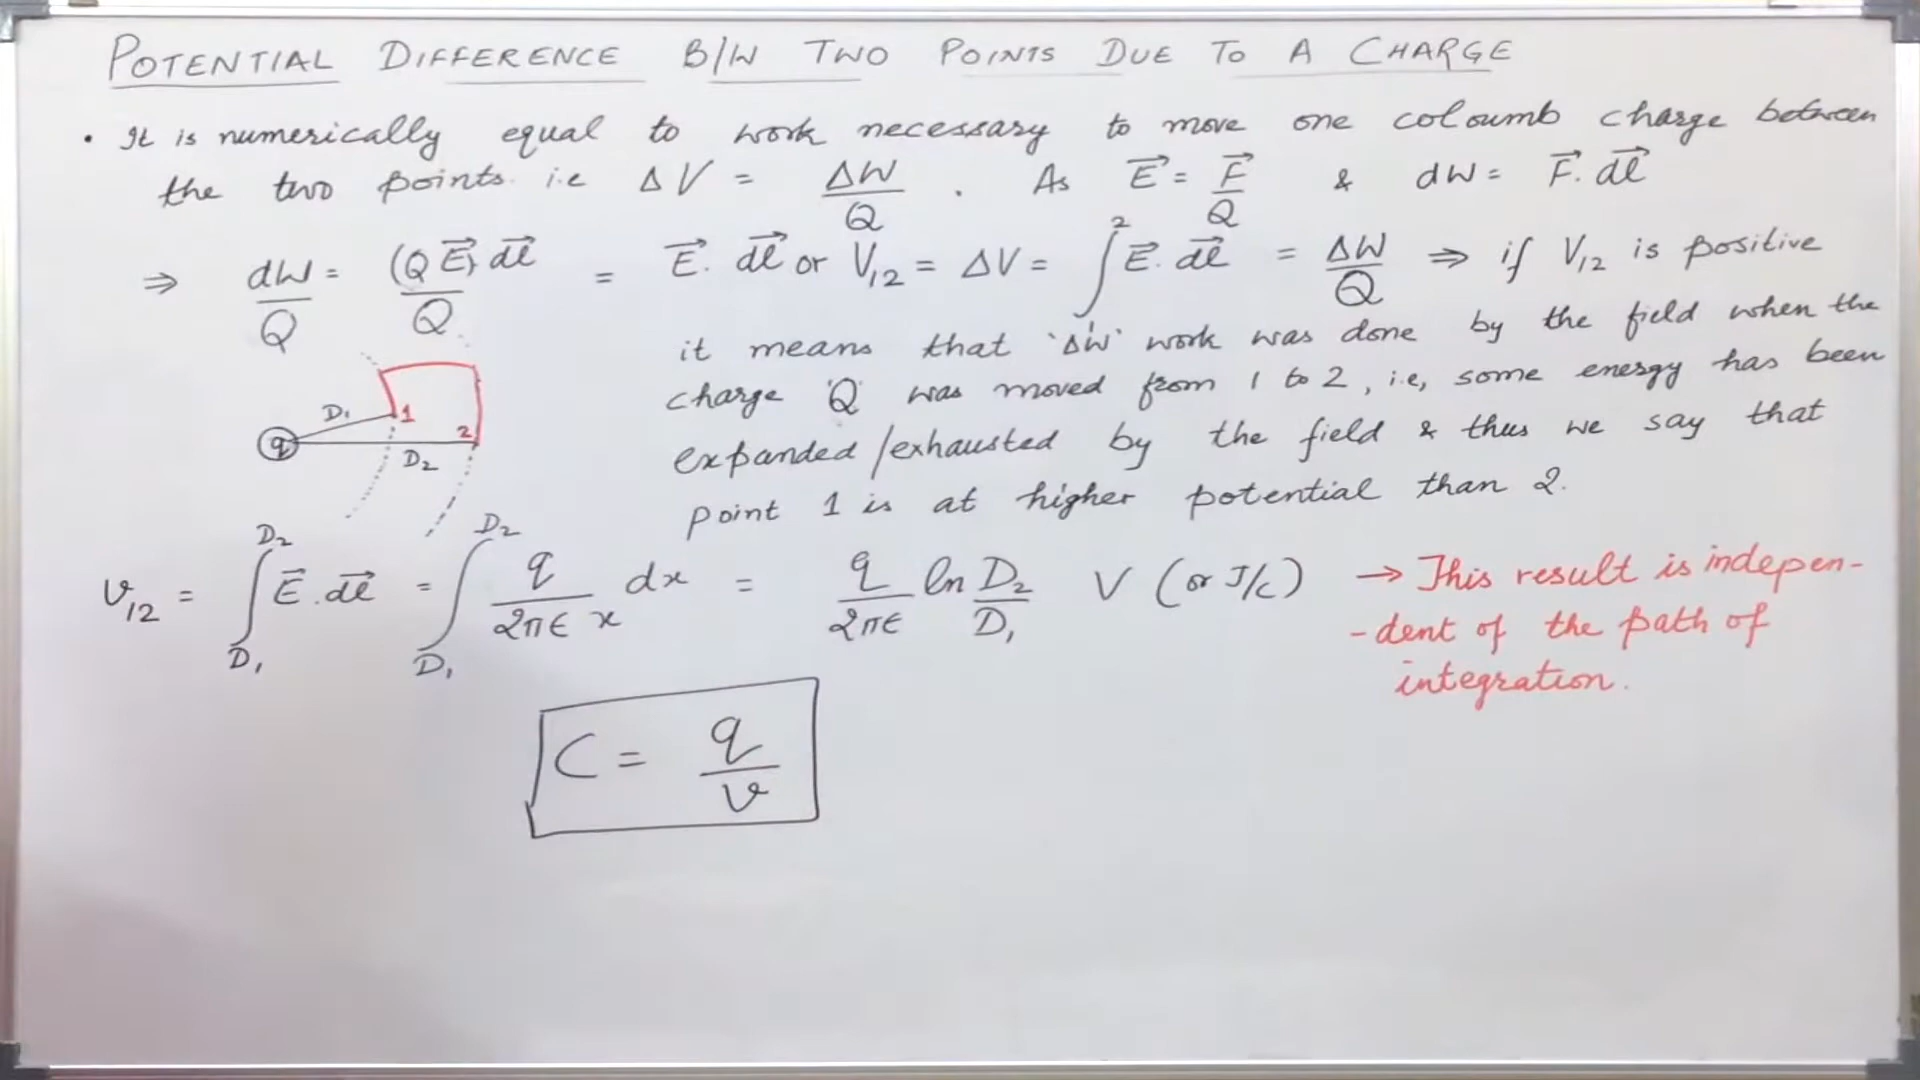 POTENTIAL DIFFERENCE B/W TWO POINTS DUE TO A CHARGE
• It is numerically equal to work necessary to move one coloumb charge between
the two points. i.e ΔV = ΔW/Q . As E⃗ = F⃗/Q & dW = F⃗. dl⃗
⇒ dW/Q = (QE⃗). dl⃗/Q = E⃗. dl⃗ or V₁₂ = ΔV = ∫₁² E⃗. dl⃗ = ΔW/Q ⇒ if V₁₂ is positive
it means that 'ΔW' work was done by the field when the
charge 'Q' was moved from 1 to 2, i.e, some energy has been
expanded/exhausted by the field & thus we say that
point 1 is at higher potential than 2.
D₁
1
q
2
D₂
v₁₂ = ∫_D₁^D₂ E⃗. dl⃗ = ∫_D₁^D₂ q/2πϵx dx = q/2πϵ ln D₂/D₁ V (or J/C) → This result is indepen-
-dent of the path of
integration.
C = q/v